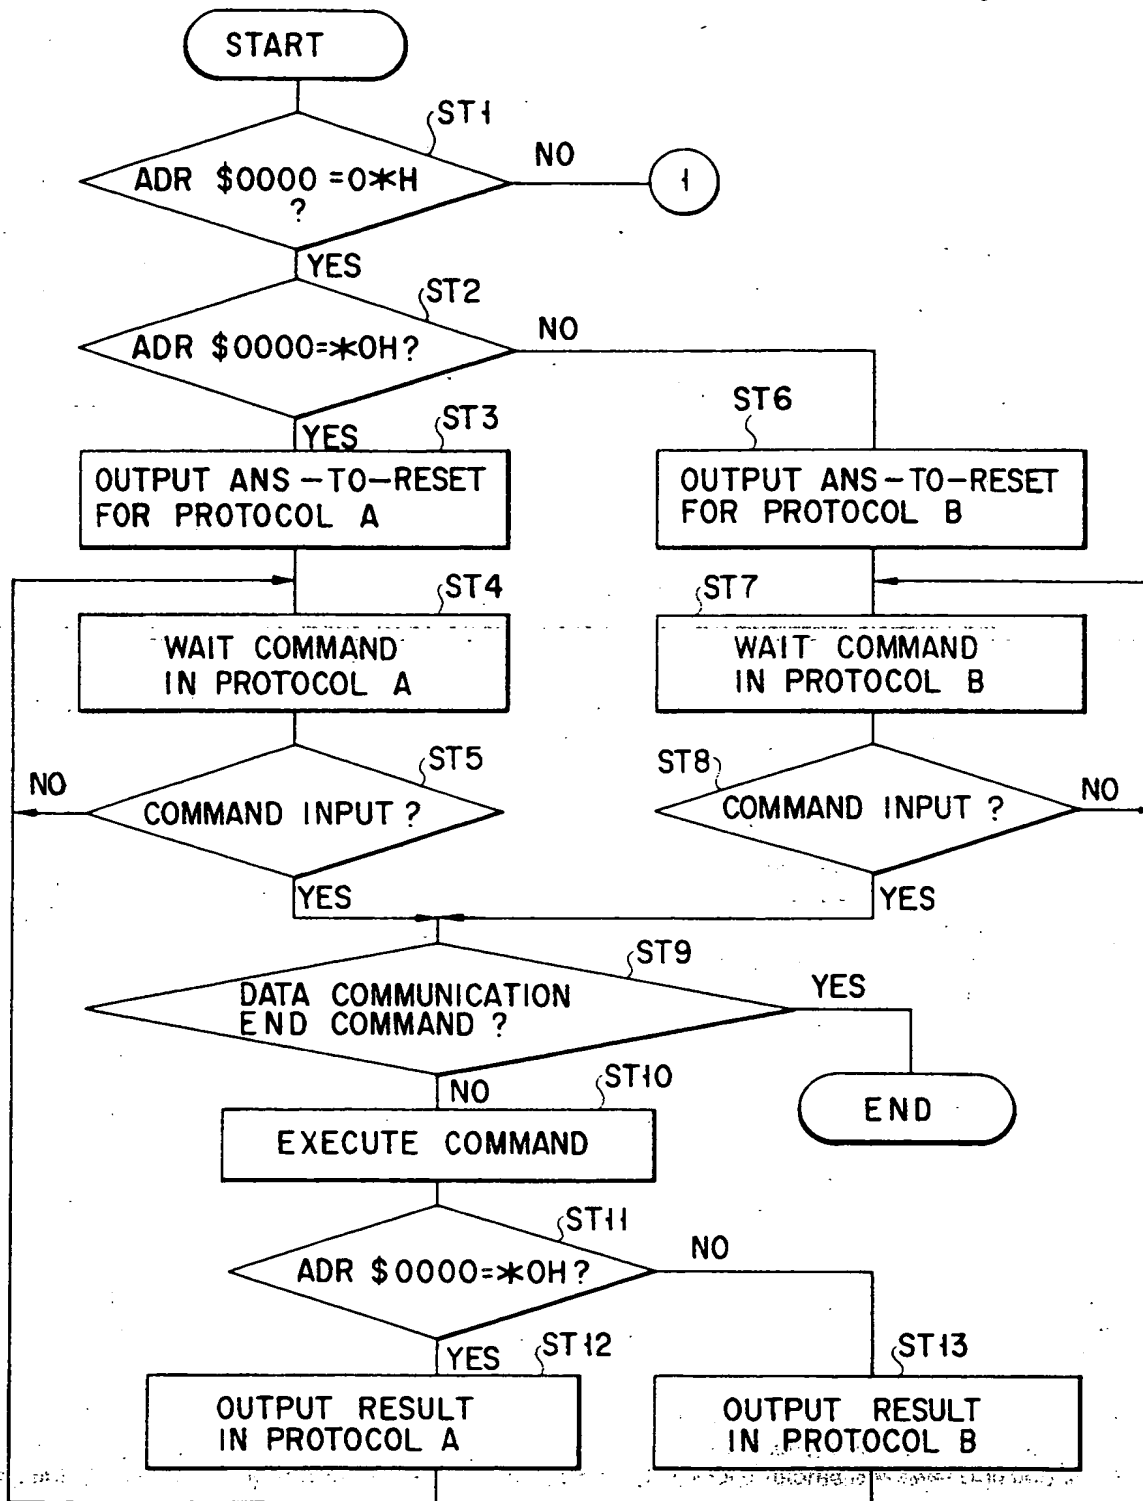 START
ST1
ADR $0000=0*H
?
NO
1
YES
ST2
ADR $0000=*0H?
NO
YES
ST3
OUTPUT ANS-TO-RESET
FOR PROTOCOL A
ST6
OUTPUT ANS-TO-RESET
FOR PROTOCOL B
ST4
WAIT COMMAND
IN PROTOCOL A
ST7
WAIT COMMAND
IN PROTOCOL B
ST5
COMMAND INPUT?
NO
YES
ST8
COMMAND INPUT?
NO
YES
ST9
DATA COMMUNICATION
END COMMAND?
YES
END
NO
ST10
EXECUTE COMMAND
ST11
ADR $0000=*0H?
NO
YES
ST12
OUTPUT RESULT
IN PROTOCOL A
ST13
OUTPUT RESULT
IN PROTOCOL B